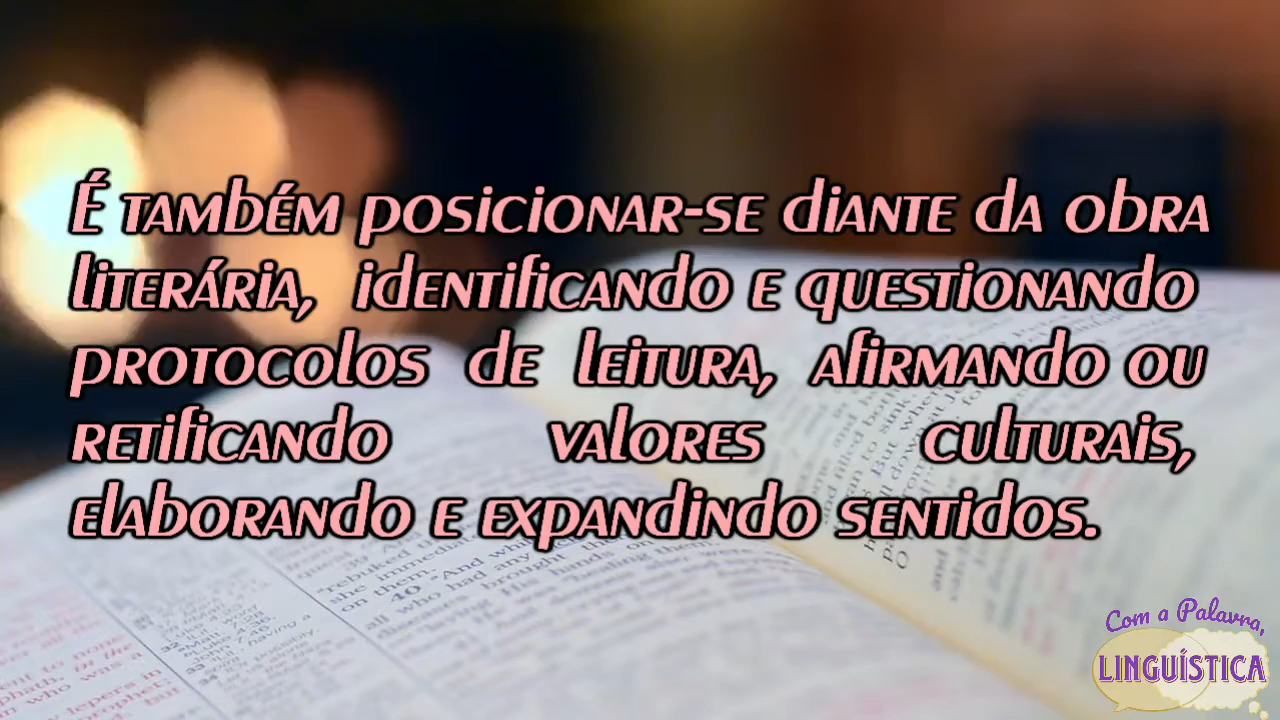 É também posicionar-se diante da obra
literária, identificando e questionando
protocolos de leitura, afirmando ou
retificando valores culturais,
elaborando e expandindo sentidos.
Com a Palavra,
LINGUÍSTICA